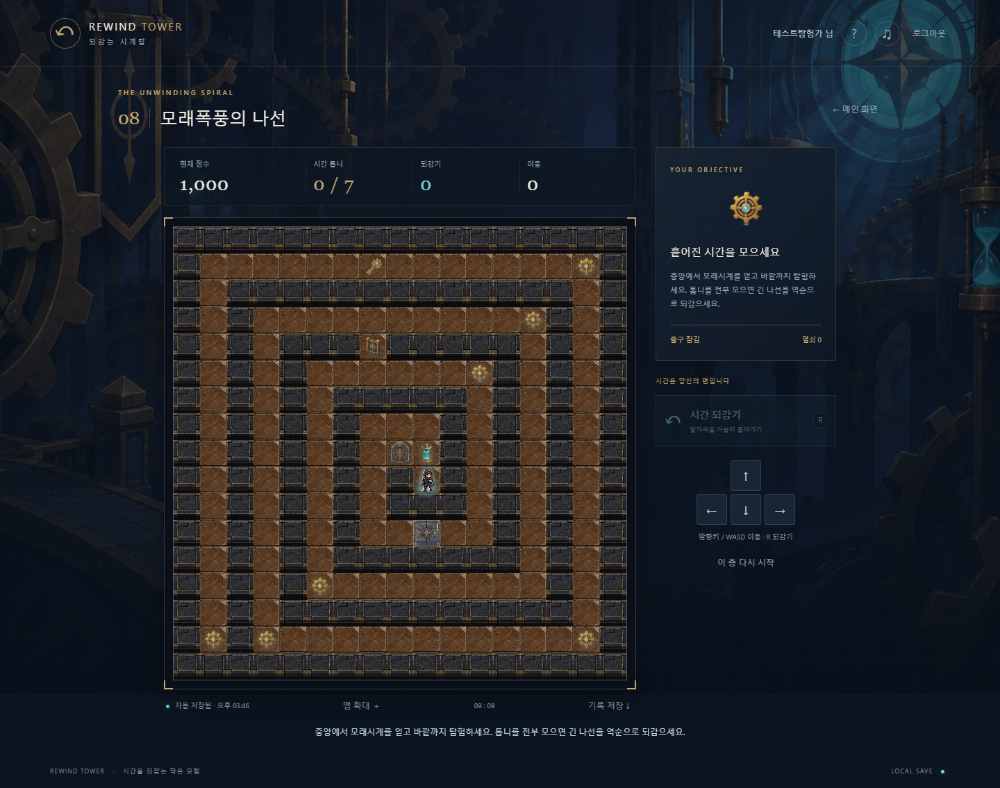 REWIND TOWER
되감는 시계탑
테스트탐험가 님
?
♫
로그아웃
THE UNWINDING SPIRAL
08
모래폭풍의 나선
← 메인 화면
현재 점수
1,000
시간 톱니
0 / 7
되감기
0
이동
0
YOUR OBJECTIVE
흩어진 시간을 모으세요
중앙에서 모래시계를 얻고 바깥까지 탐험하
세요. 톱니를 전부 모으면 긴 나선을 역순으
로 되감으세요.
출구 잠김
열쇠 0
시간은 당신의 편입니다
시간 되감기
발자국을 거슬러 돌아가기
R
↑
← ↓ →
방향키 / WASD 이동 · R 되감기
이 층 다시 시작
자동 저장됨 · 오후 03:46
맵 확대 +
09 : 09
기록 저장 ↓
중앙에서 모래시계를 얻고 바깥까지 탐험하세요. 톱니를 전부 모으면 긴 나선을 역순으로 되감으세요.
REWIND TOWER · 시간을 되찾는 작은 모험
LOCAL SAVE